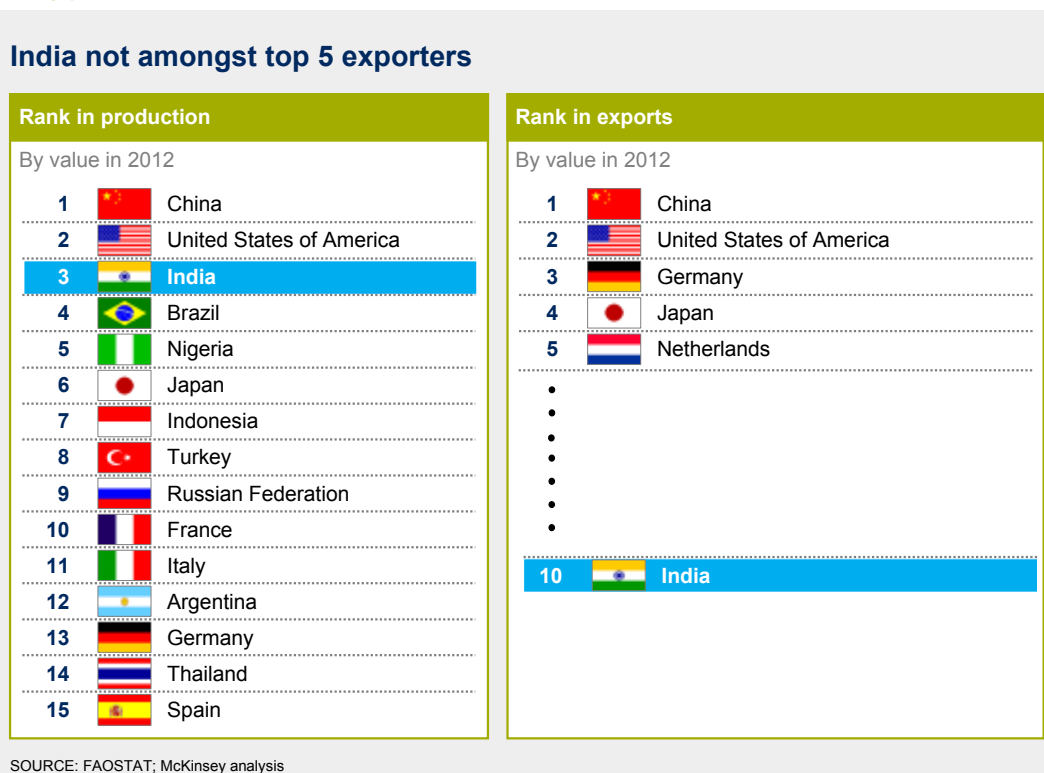 India not amongst top 5 exporters
Rank in production
By value in 2012
1 China
2 United States of America
3 India
4 Brazil
5 Nigeria
6 Japan
7 Indonesia
8 Turkey
9 Russian Federation
10 France
11 Italy
12 Argentina
13 Germany
14 Thailand
15 Spain
Rank in exports
By value in 2012
1 China
2 United States of America
3 Germany
4 Japan
5 Netherlands
•
•
•
•
•
•
•
10 India
SOURCE: FAOSTAT; McKinsey analysis